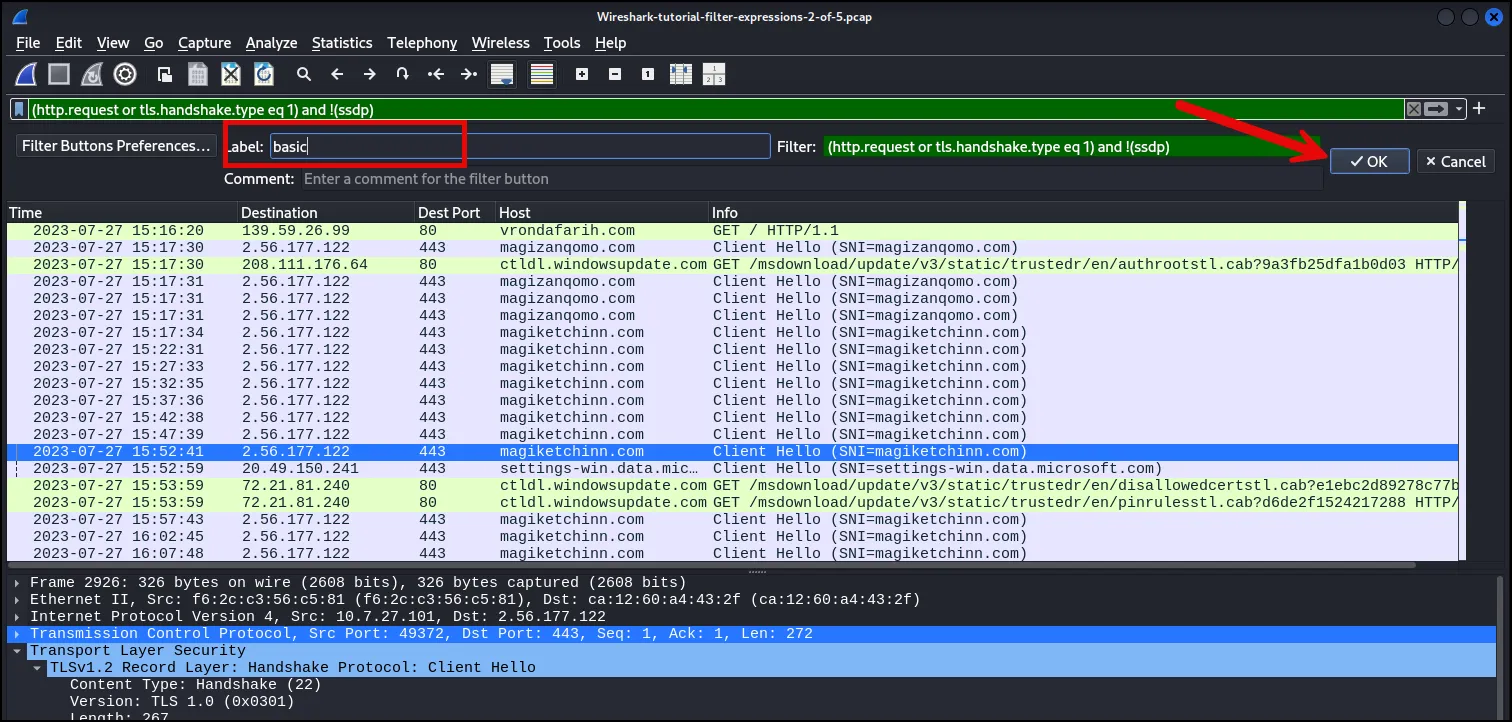 Wireshark-tutorial-filter-expressions-2-of-5.pcap
File Edit View Go Capture Analyze Statistics Telephony Wireless Tools Help
(http.request or tls.handshake.type eq 1) and !(ssdp)
Filter Buttons Preferences... Label: basic Filter: (http.request or tls.handshake.type eq 1) and !(ssdp) OK Cancel
Comment: Enter a comment for the filter button
Time Destination Dest Port Host Info
2023-07-27 15:16:20 139.59.26.99 80 vrondafarih.com GET / HTTP/1.1
2023-07-27 15:17:30 2.56.177.122 443 magizanqomo.com Client Hello (SNI=magizanqomo.com)
2023-07-27 15:17:30 208.111.176.64 80 ctldl.windowsupdate.com GET /msdownload/update/v3/static/trustedr/en/authrootstl.cab?9a3fb25dfa1b0d03 HTTP/
2023-07-27 15:17:31 2.56.177.122 443 magizanqomo.com Client Hello (SNI=magizanqomo.com)
2023-07-27 15:17:31 2.56.177.122 443 magizanqomo.com Client Hello (SNI=magizanqomo.com)
2023-07-27 15:17:31 2.56.177.122 443 magizanqomo.com Client Hello (SNI=magizanqomo.com)
2023-07-27 15:17:34 2.56.177.122 443 magiketchinn.com Client Hello (SNI=magiketchinn.com)
2023-07-27 15:22:31 2.56.177.122 443 magiketchinn.com Client Hello (SNI=magiketchinn.com)
2023-07-27 15:27:33 2.56.177.122 443 magiketchinn.com Client Hello (SNI=magiketchinn.com)
2023-07-27 15:32:35 2.56.177.122 443 magiketchinn.com Client Hello (SNI=magiketchinn.com)
2023-07-27 15:37:36 2.56.177.122 443 magiketchinn.com Client Hello (SNI=magiketchinn.com)
2023-07-27 15:42:38 2.56.177.122 443 magiketchinn.com Client Hello (SNI=magiketchinn.com)
2023-07-27 15:47:39 2.56.177.122 443 magiketchinn.com Client Hello (SNI=magiketchinn.com)
2023-07-27 15:52:41 2.56.177.122 443 magiketchinn.com Client Hello (SNI=magiketchinn.com)
2023-07-27 15:52:59 20.49.150.241 443 settings-win.data.mic… Client Hello (SNI=settings-win.data.microsoft.com)
2023-07-27 15:53:59 72.21.81.240 80 ctldl.windowsupdate.com GET /msdownload/update/v3/static/trustedr/en/disallowedcertstl.cab?e1ebc2d89278c77b
2023-07-27 15:53:59 72.21.81.240 80 ctldl.windowsupdate.com GET /msdownload/update/v3/static/trustedr/en/pinrulesstl.cab?d6de2f1524217288 HTTP/
2023-07-27 15:57:43 2.56.177.122 443 magiketchinn.com Client Hello (SNI=magiketchinn.com)
2023-07-27 16:02:45 2.56.177.122 443 magiketchinn.com Client Hello (SNI=magiketchinn.com)
2023-07-27 16:07:48 2.56.177.122 443 magiketchinn.com Client Hello (SNI=magiketchinn.com)
Frame 2926: 326 bytes on wire (2608 bits), 326 bytes captured (2608 bits)
Ethernet II, Src: f6:2c:c3:56:c5:81 (f6:2c:c3:56:c5:81), Dst: ca:12:60:a4:43:2f (ca:12:60:a4:43:2f)
Internet Protocol Version 4, Src: 10.7.27.101, Dst: 2.56.177.122
Transmission Control Protocol, Src Port: 49372, Dst Port: 443, Seq: 1, Ack: 1, Len: 272
Transport Layer Security
TLSv1.2 Record Layer: Handshake Protocol: Client Hello
Content Type: Handshake (22)
Version: TLS 1.0 (0x0301)
Length: 267